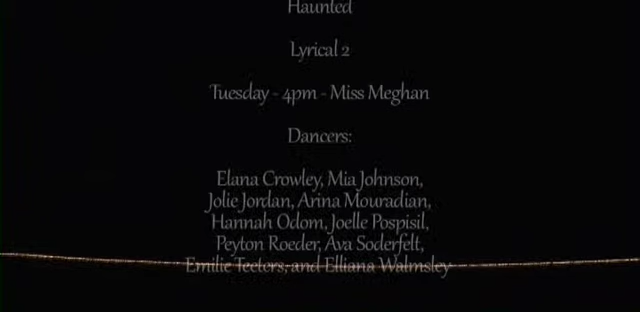 Haunted
Lyrical 2
Tuesday - 4pm - Miss Meghan
Dancers:
Elana Crowley, Mia Johnson,
Jolie Jordan, Arina Mouradian,
Hannah Odom, Joelle Pospisil,
Peyton Roeder, Ava Soderfelt,
Emilie Teeters, and Elliana Walmsley